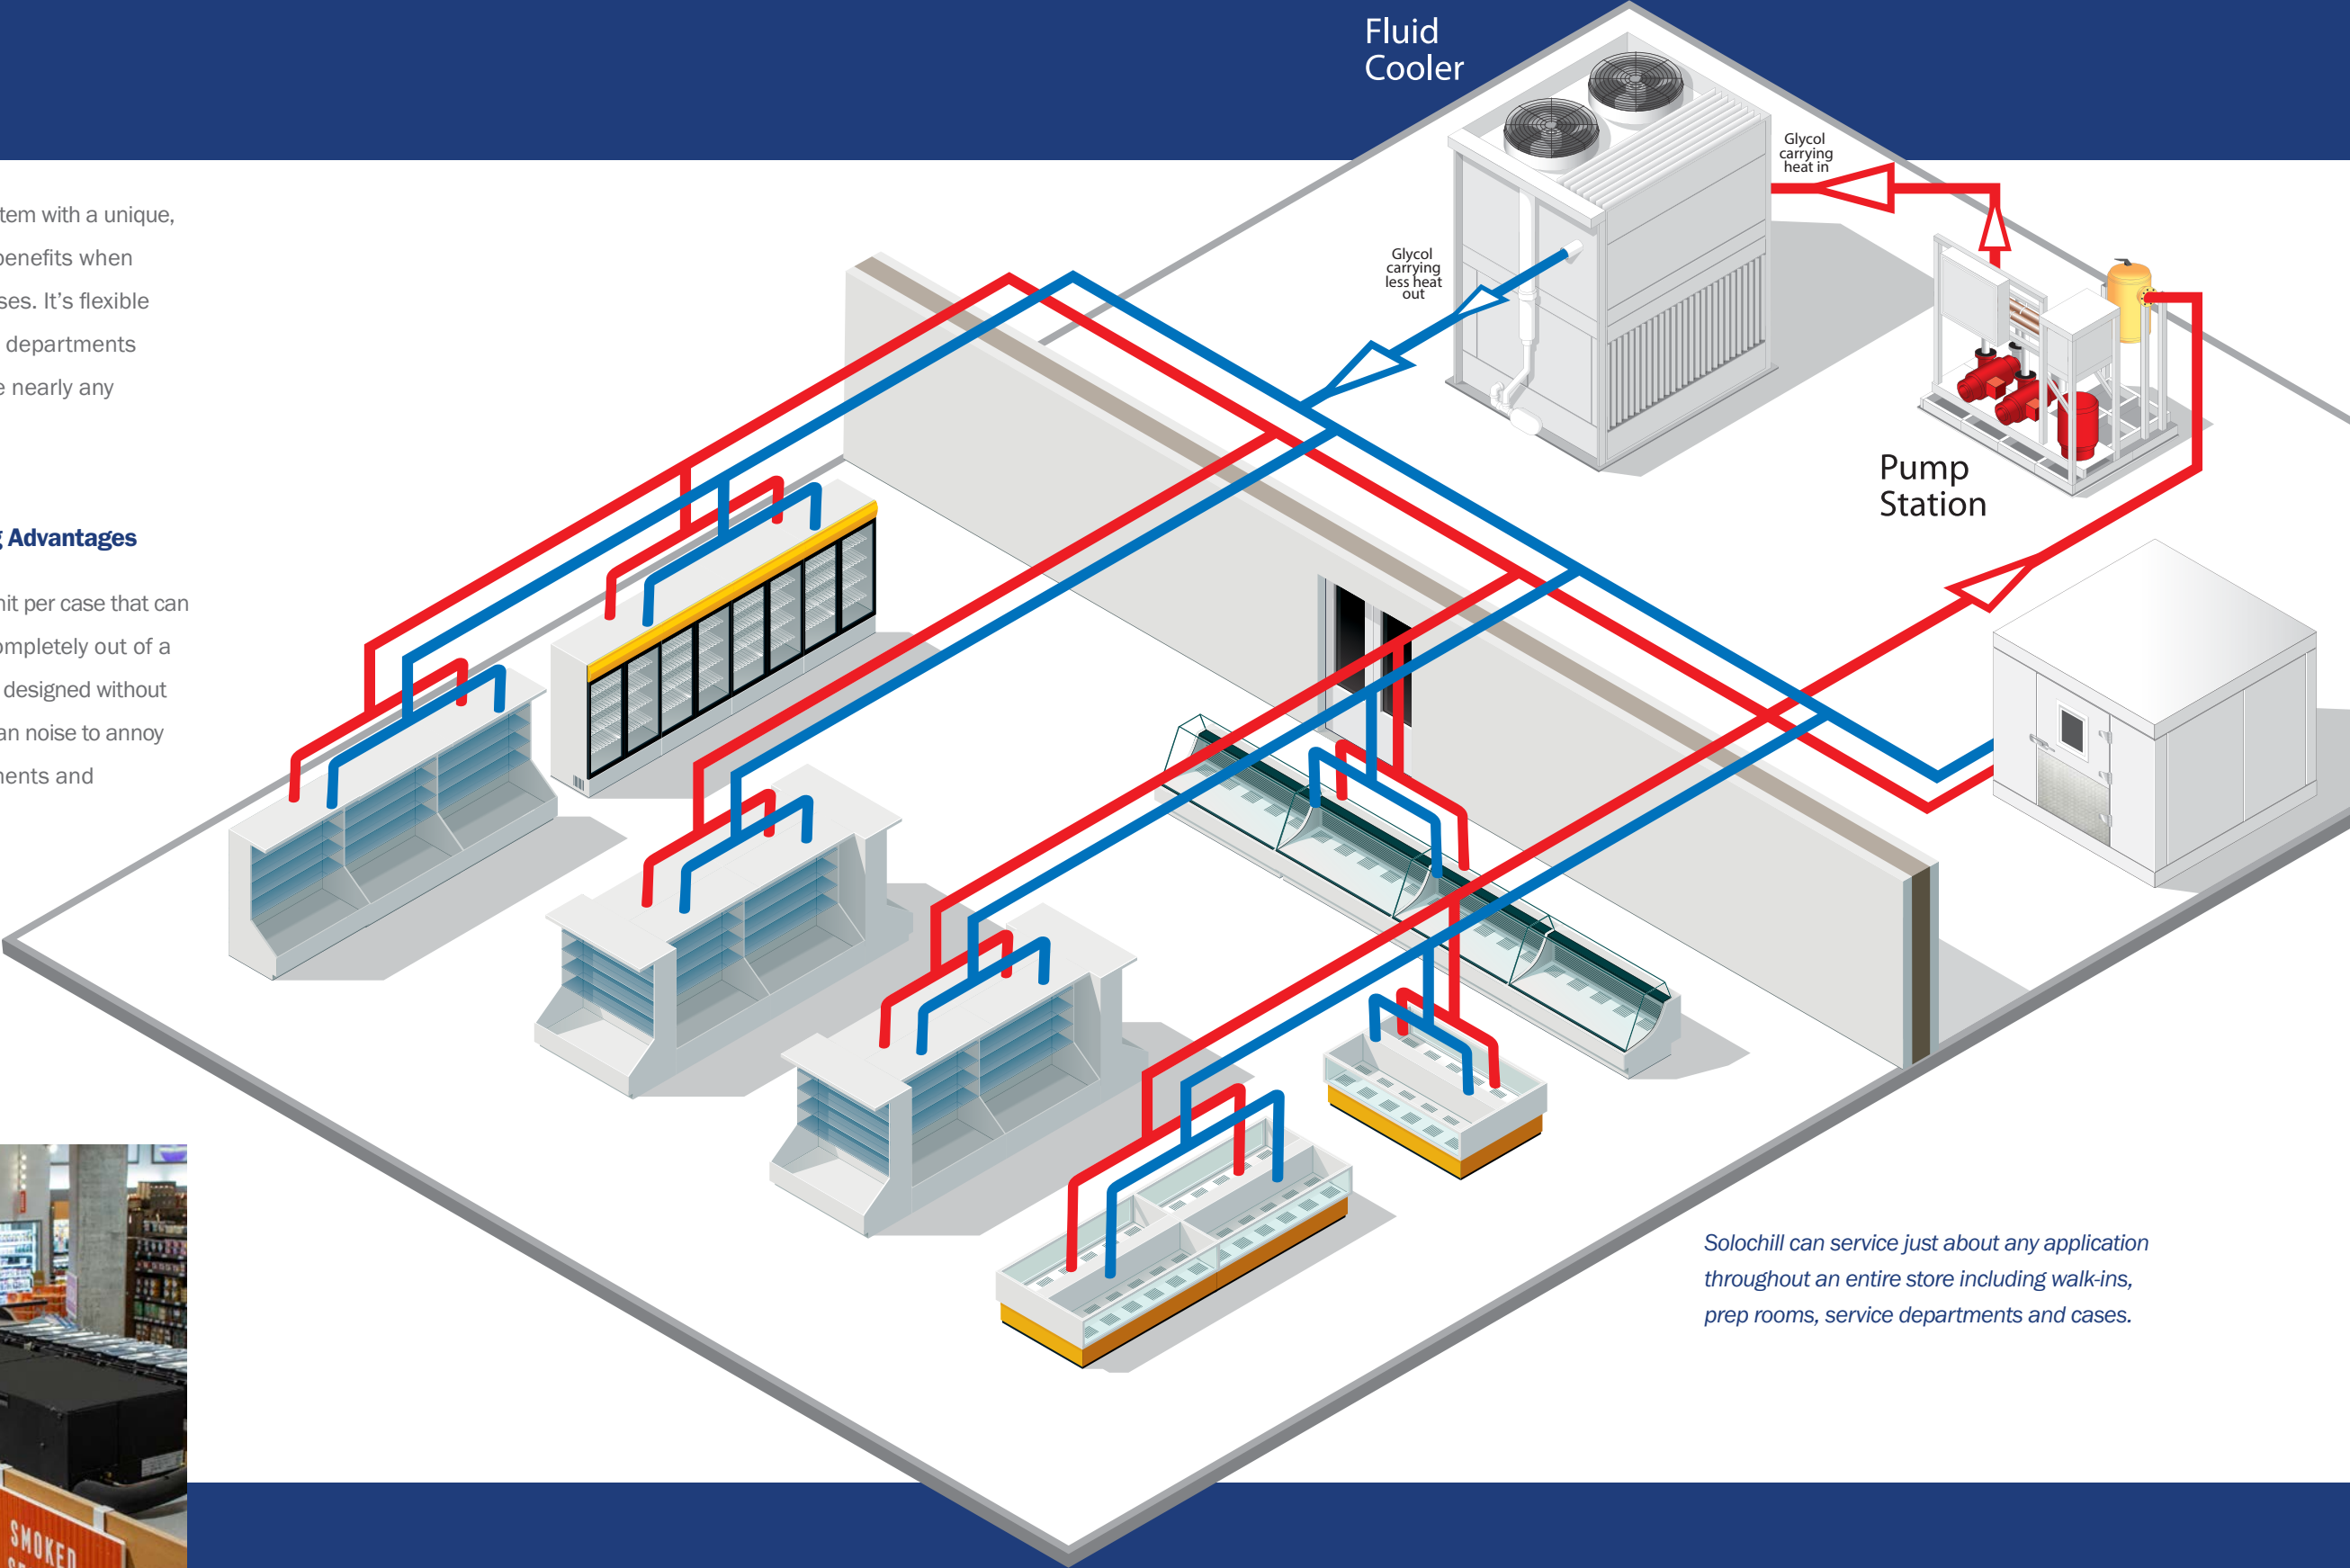 Fluid
Cooler
Glycol
carrying
heat in
Glycol
carrying
less heat
out
Pump
Station
tem with a unique,
benefits when
ses. It’s flexible
departments
e nearly any
g Advantages
nit per case that can
ompletely out of a
designed without
an noise to annoy
ments and
Solochill can service just about any application
throughout an entire store including walk-ins,
prep rooms, service departments and cases.
SMOKED